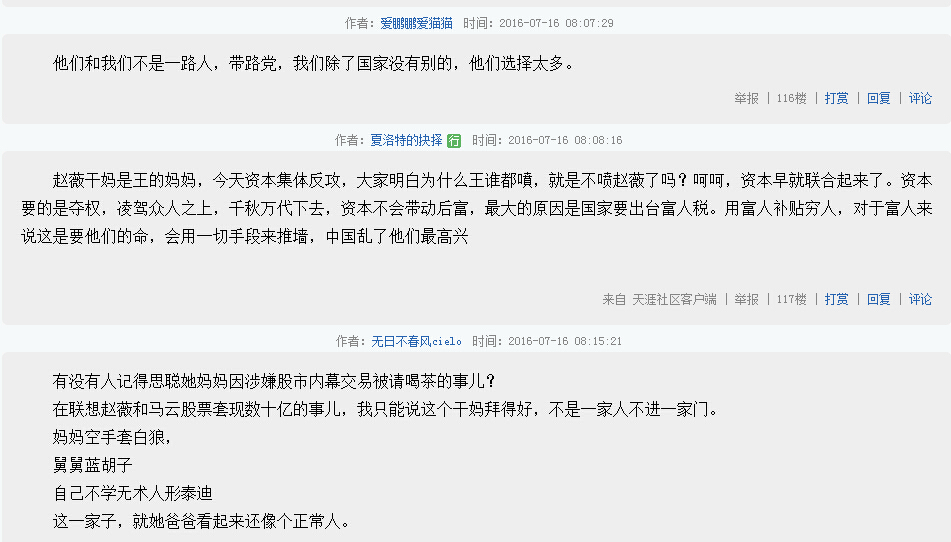 作者：爱鹏鹏爱猫猫 时间：2016-07-16 08:07:29
他们和我们不是一路人，带路党，我们除了国家没有别的，他们选择太多。
举报 | 116楼 | 打赏 | 回复 | 评论
作者：夏洛特的抉择 行 时间：2016-07-16 08:08:16
赵薇干妈是王的妈妈，今天资本集体反攻，大家明白为什么王谁都喷，就是不喷赵薇了吗？呵呵，资本早就联合起来了。资本
要的是夺权，凌驾众人之上，千秋万代下去，资本不会带动后富，最大的原因是国家要出台富人税。用富人补贴穷人，对于富人来
说这是要他们的命，会用一切手段来推墙，中国乱了他们最高兴
来自 天涯社区客户端 | 举报 | 117楼 | 打赏 | 回复 | 评论
作者：无日不春风cielo 时间：2016-07-16 08:15:21
有没有人记得思聪她妈妈因涉嫌股市内幕交易被请喝茶的事儿？
在联想赵薇和马云股票套现数十亿的事儿，我只能说这个干妈拜得好，不是一家人不进一家门。
妈妈空手套白狼，
舅舅蓝胡子
自己不学无术人形泰迪
这一家子，就她爸爸看起来还像个正常人。